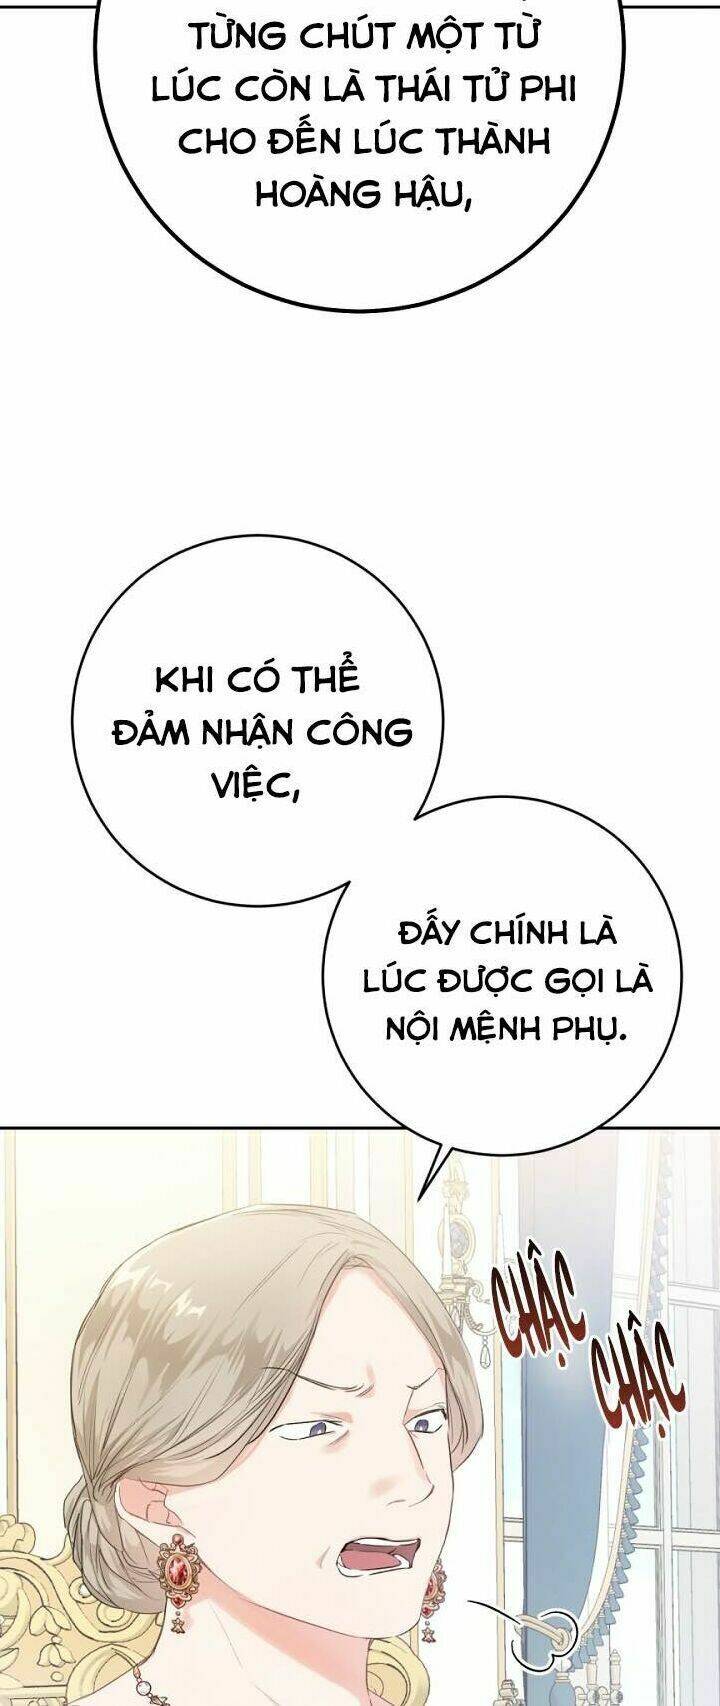 TỪNG CHÚT MỘT TỪ
LÚC CÒN LÀ THÁI TỬ PHI
CHO ĐẾN LÚC THÀNH
HOÀNG HẬU,
KHI CÓ THỂ
ĐẢM NHẬN CÔNG
VIỆC,
ĐẤY CHÍNH LÀ
LÚC ĐƯỢC GỌI LÀ
NỘI MỆNH PHỤ.
CHẬC
CHẬC